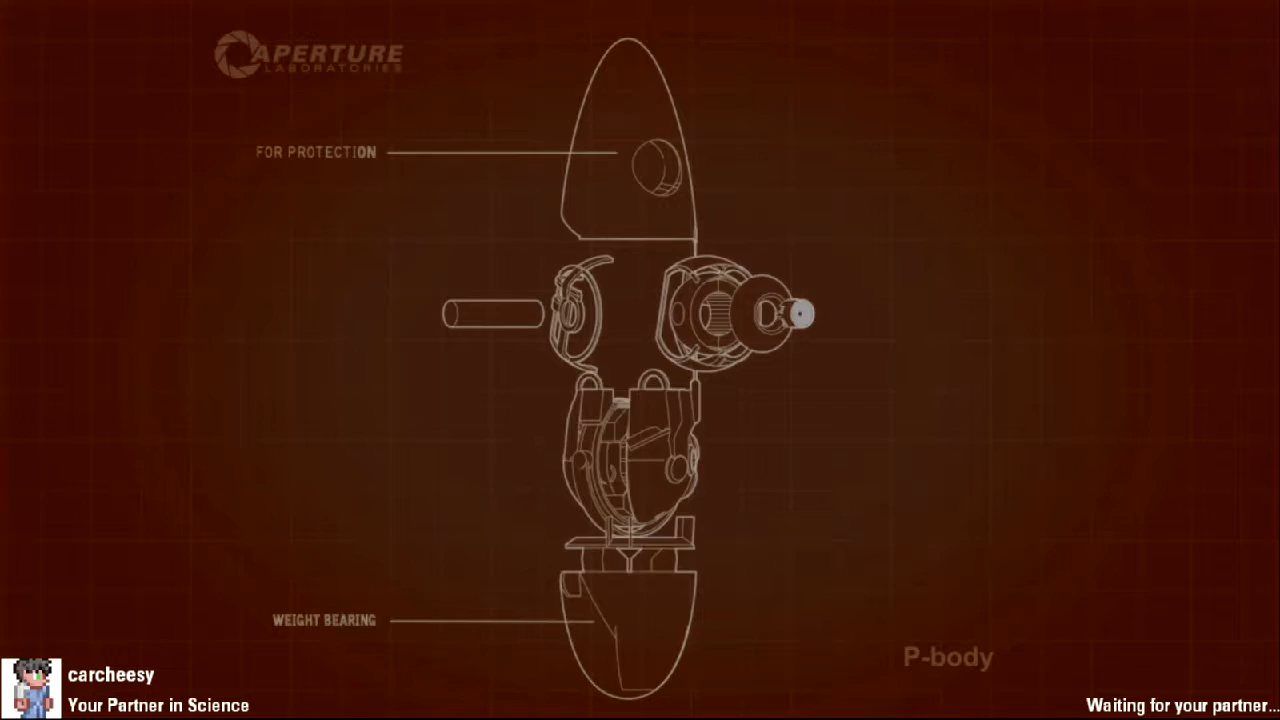 APERTURE
LABORATORIES
FOR PROTECTION
WEIGHT BEARING
P-body
carcheesy
Your Partner in Science
Waiting for your partner...